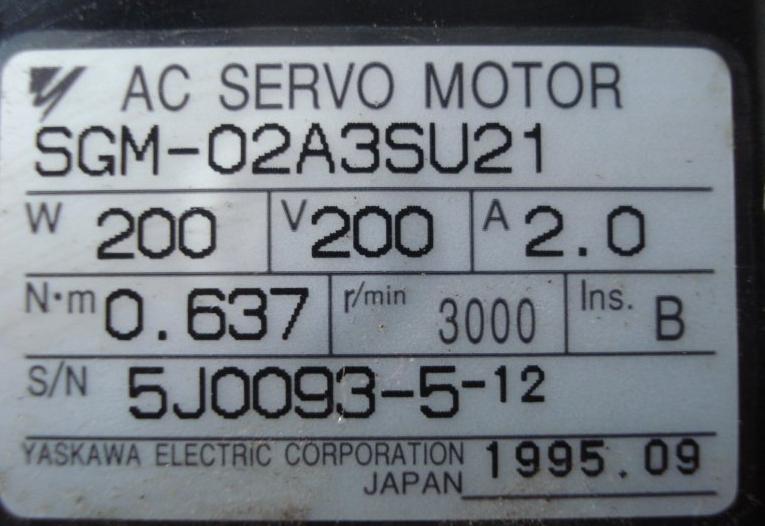 AC SERVO MOTOR
SGM-02A3SU21
W 200 V 200 A 2.0
N·m 0.637 r/min 3000 Ins. B
S/N 5J0093-5-12
YASKAWA ELECTRIC CORPORATION 1995.09
JAPAN